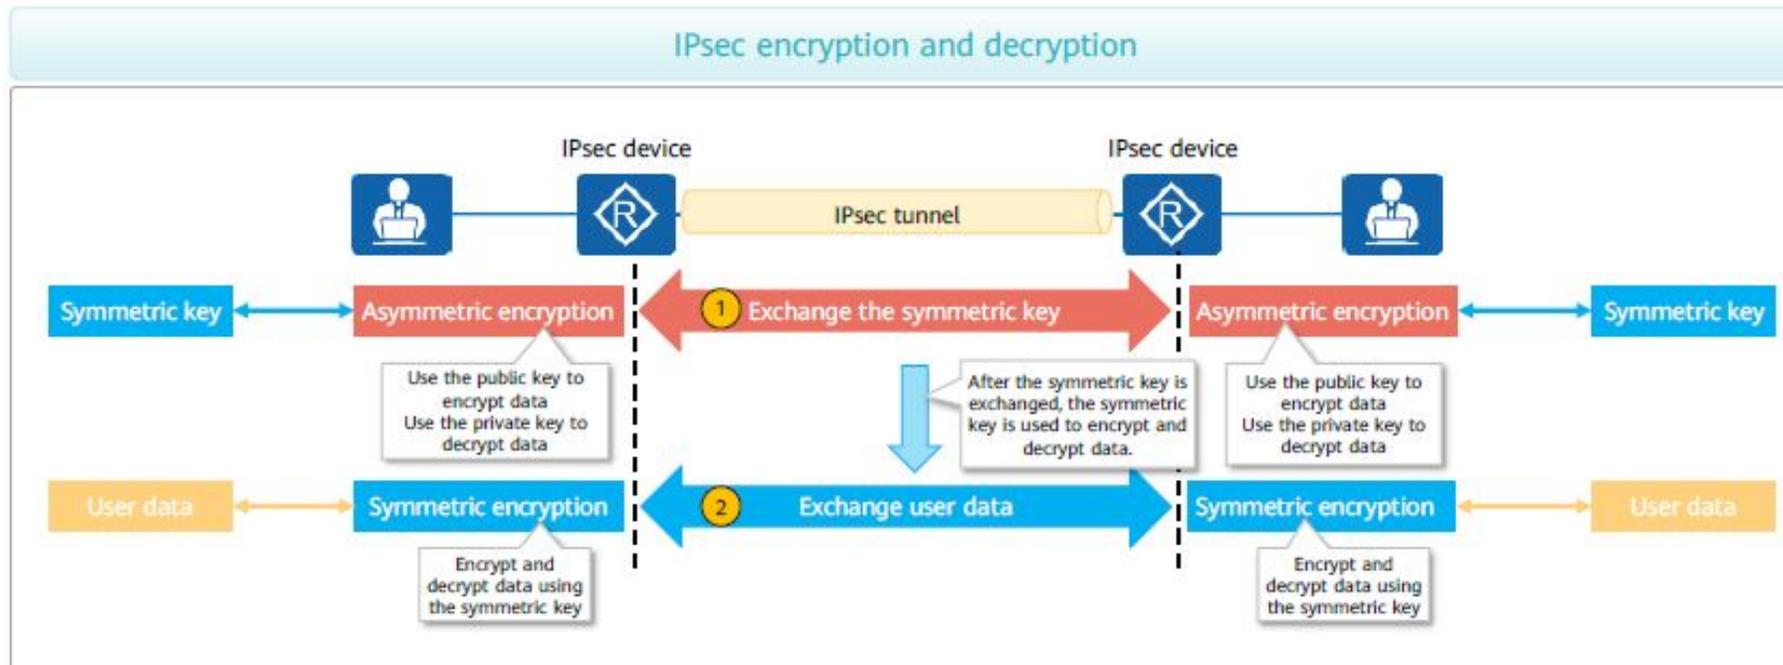 IPsec encryption and decryption
IPsec device
IPsec device
R
IPsec tunnel
R
Symmetric key
Asymmetric encryption
1
Exchange the symmetric key
Asymmetric encryption
Symmetric key
Use the public key to
encrypt data
Use the private key to
decrypt data
After the symmetric key is
exchanged, the symmetric
key is used to encrypt and
decrypt data.
Use the public key to
encrypt data
Use the private key to
decrypt data
User data
Symmetric encryption
2
Exchange user data
Symmetric encryption
User data
Encrypt and
decrypt data using
the symmetric key
Encrypt and
decrypt data using
the symmetric key